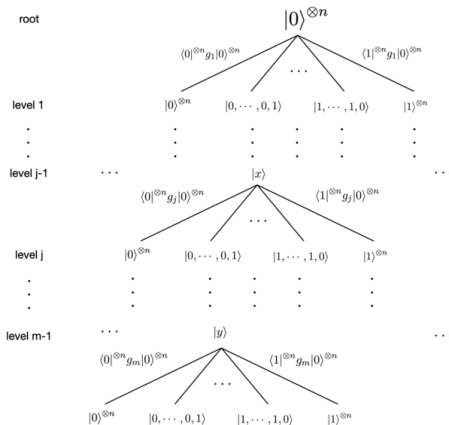 root |0⟩^{⊗n}
⟨0|^{⊗n}g_1|0⟩^{⊗n} ⟨1|^{⊗n}g_1|0⟩^{⊗n}
· · ·
level 1 |0⟩^{⊗n} |0, · · · , 0, 1⟩ |1, · · · , 1, 0⟩ |1⟩^{⊗n}
level j-1 · · · |x⟩ · ·
⟨0|^{⊗n}g_j|0⟩^{⊗n} ⟨1|^{⊗n}g_j|0⟩^{⊗n}
· · ·
level j |0⟩^{⊗n} |0, · · · , 0, 1⟩ |1, · · · , 1, 0⟩ |1⟩^{⊗n}
level m-1 · · · |y⟩ · ·
⟨0|^{⊗n}g_m|0⟩^{⊗n} ⟨1|^{⊗n}g_m|0⟩^{⊗n}
· · ·
|0⟩^{⊗n} |0, · · · , 0, 1⟩ |1, · · · , 1, 0⟩ |1⟩^{⊗n}